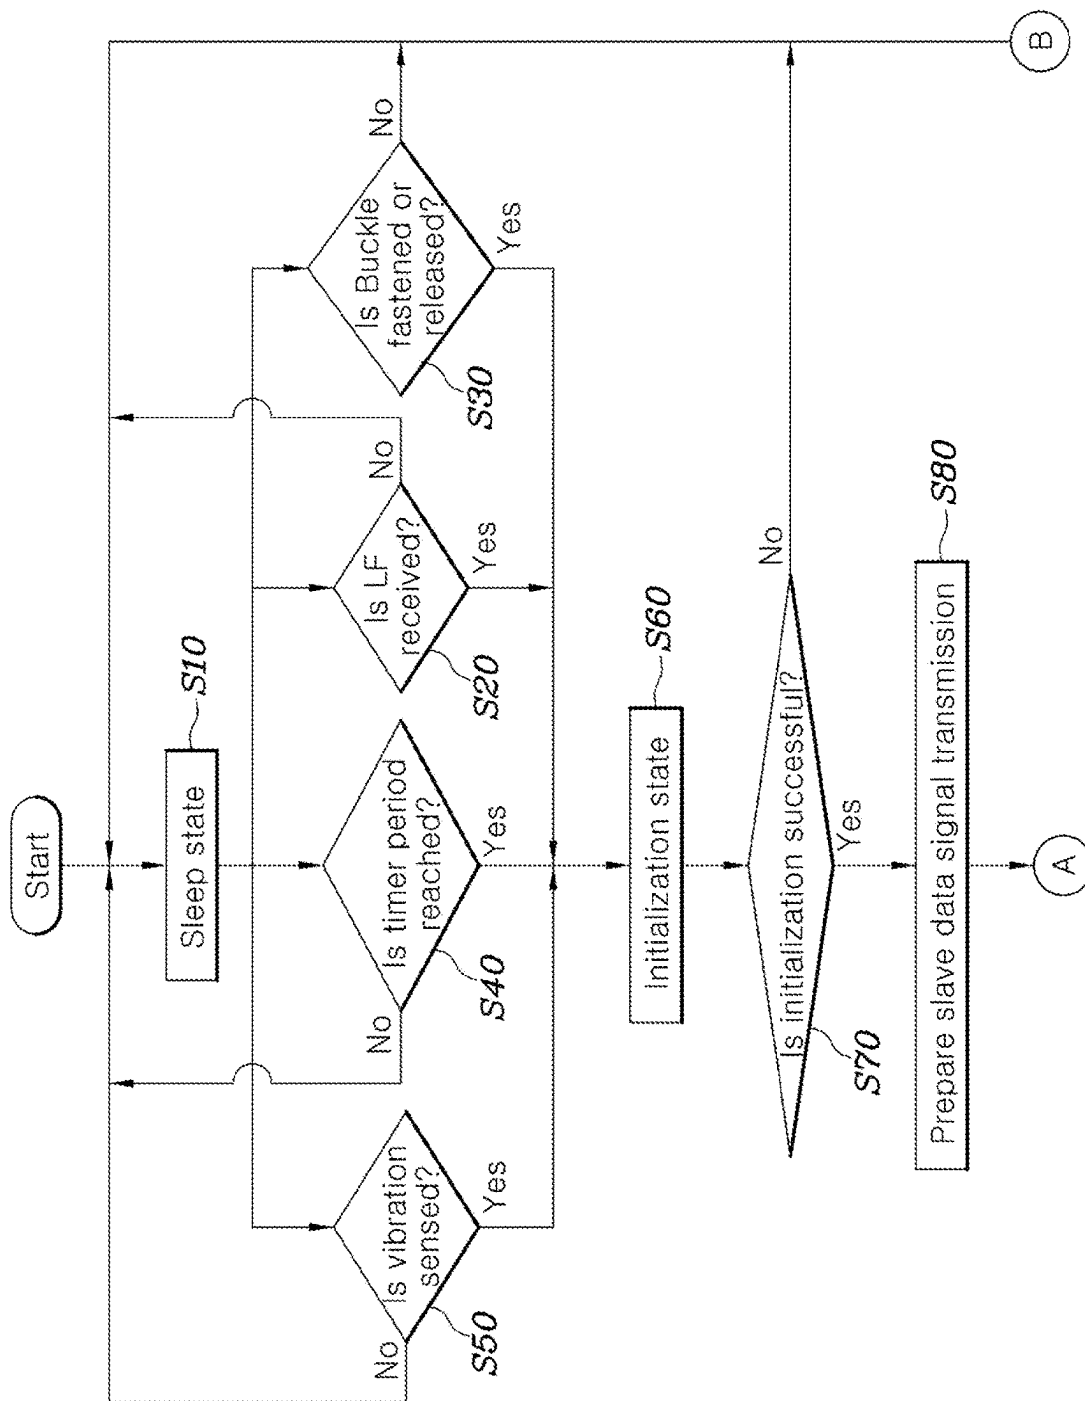 Start
Sleep state
S10
Is vibration
sensed?
S50
No
Yes
Is timer period
reached?
S40
No
Yes
Is LF
received?
S20
No
Yes
Is Buckle
fastened or
released?
S30
No
Yes
Initialization state
S60
Is initialization successful?
S70
No
Yes
Prepare slave data signal transmission
S80
A
B